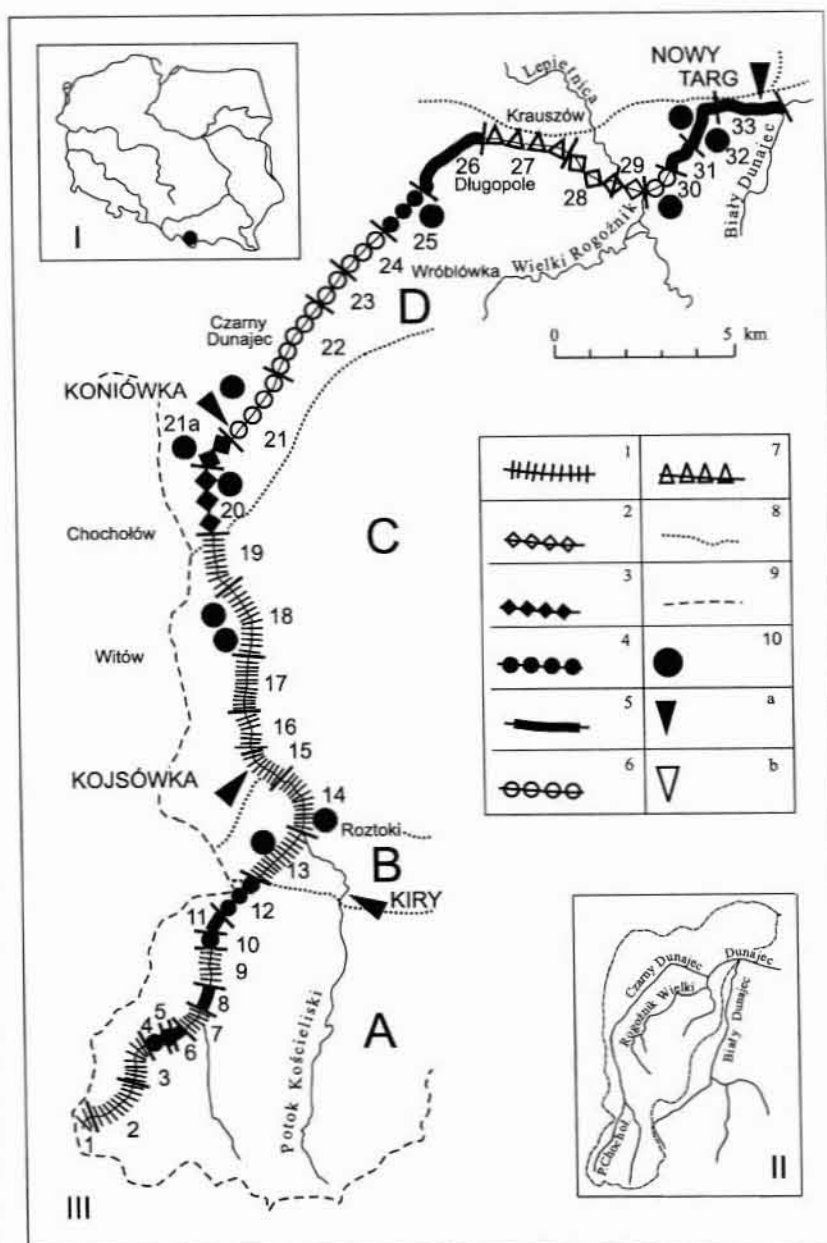 I
NOWY
TARG
Lepietnica
Krauszów
33
32
31
30
29
28
27
26
Długopole
25
24
Wróblówka
Wielki Rogoźnik
Biały Dunajec
23
D
Czarny
Dunajec
22
0 5 km
KONIÓWKA
21a
21
20
Chochołów
C
19
18
Witów
17
16
15
KOJSÓWKA
14
Roztoki
13
B
KIRY
12
11
10
9
8
7
6
5
4
3
2
1
A
Potok Kościeliski
III
1 7
2 8
3 9
4 10
5 a
6 b
Czarny Dunajec
Dunajec
Rogoźnik Wielki
Biały Dunajec
P.Chochoł
II